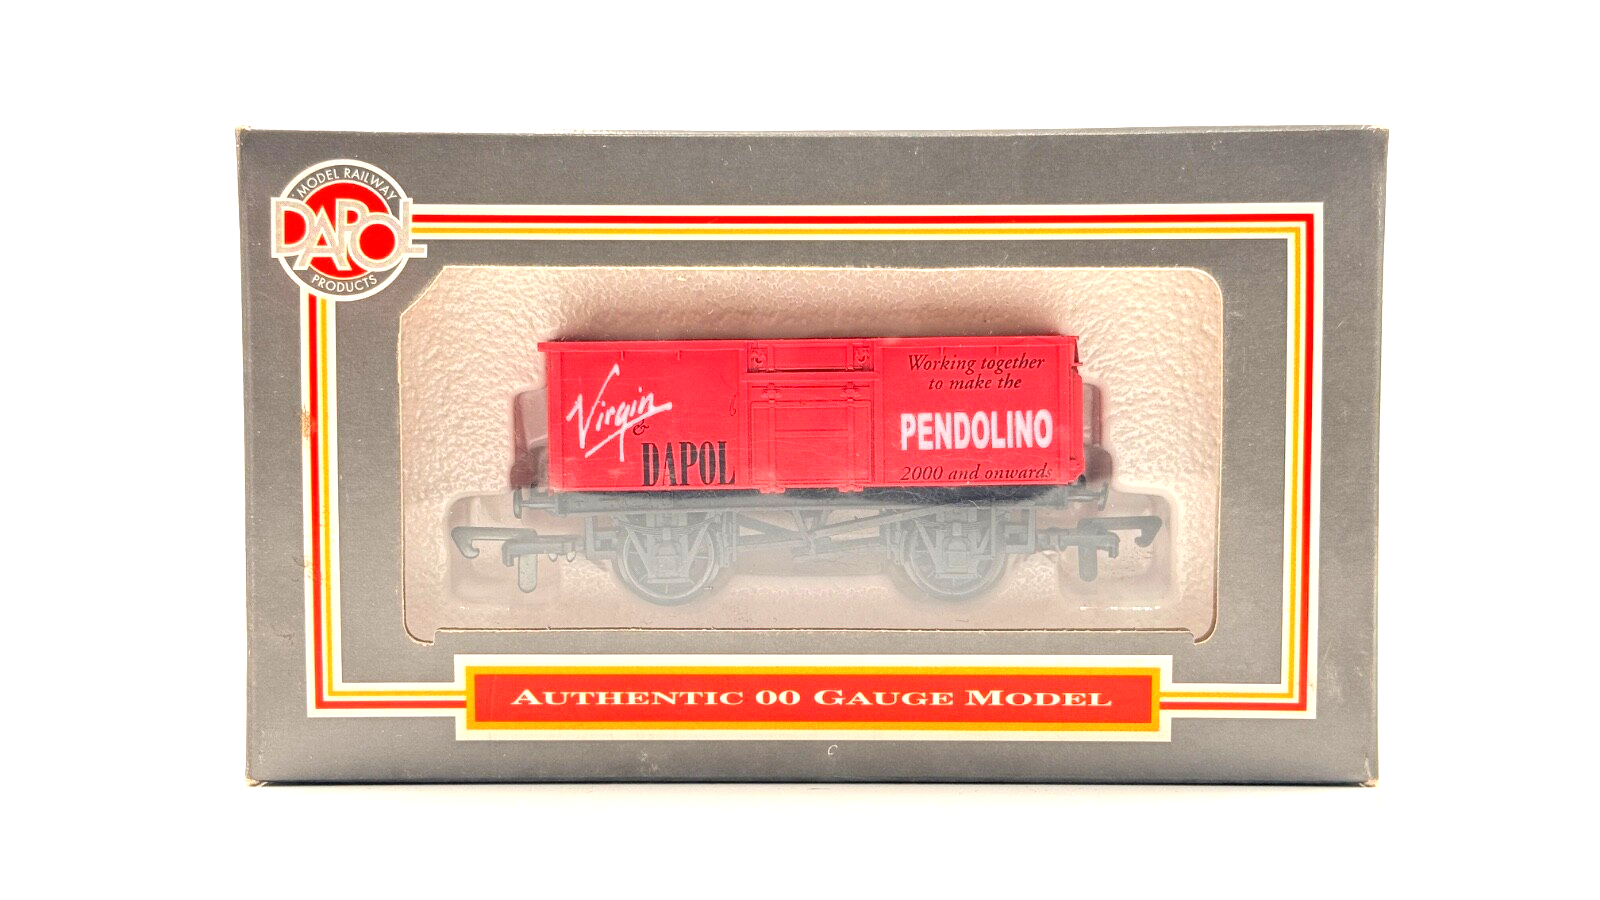 MODEL RAILWAY
DAPOL
PRODUCTS
Virgin
&
DAPOL
Working together
to make the
PENDOLINO
2000 and onwards
AUTHENTIC 00 GAUGE MODEL
C